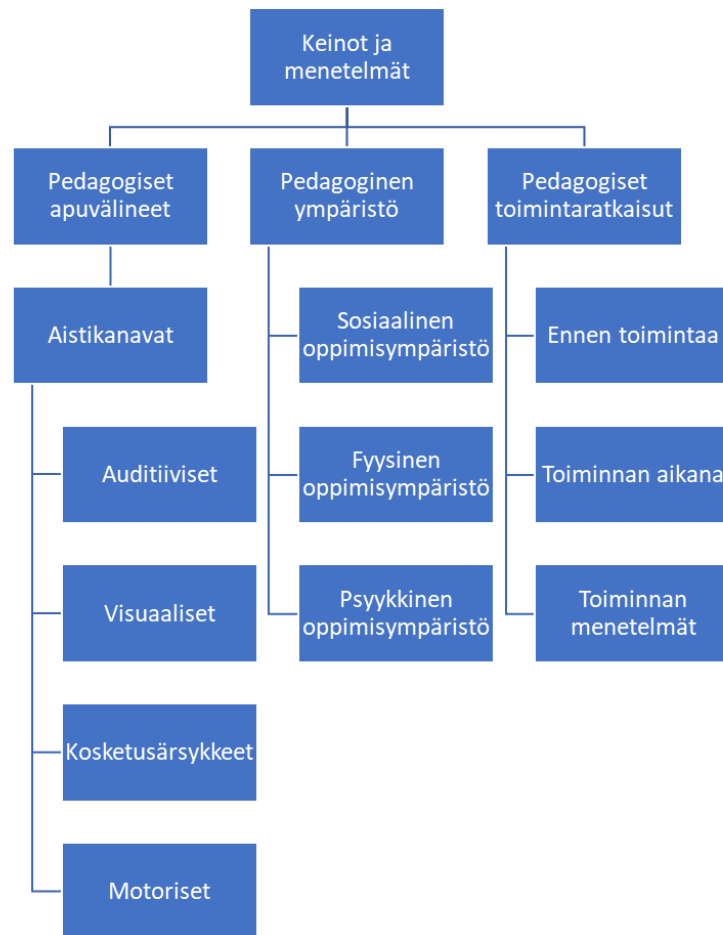 Keinot ja
menetelmät
Pedagogiset
apuvälineet
Pedagoginen
ympäristö
Pedagogiset
toimintaratkaisut
Aistikanavat
Sosiaalinen
oppimisympäristö
Ennen toimintaa
Auditiiviset
Fyysinen
oppimisympäristö
Toiminnan aikana
Visuaaliset
Psyykkinen
oppimisympäristö
Toiminnan
menetelmät
Kosketusärsykkeet
Motoriset